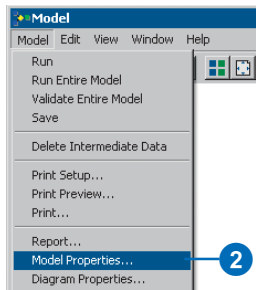 Model
Model Edit View Window Help
Run
Run Entire Model
Validate Entire Model
Save
Delete Intermediate Data
Print Setup...
Print Preview...
Print...
Report...
Model Properties... 2
Diagram Properties...